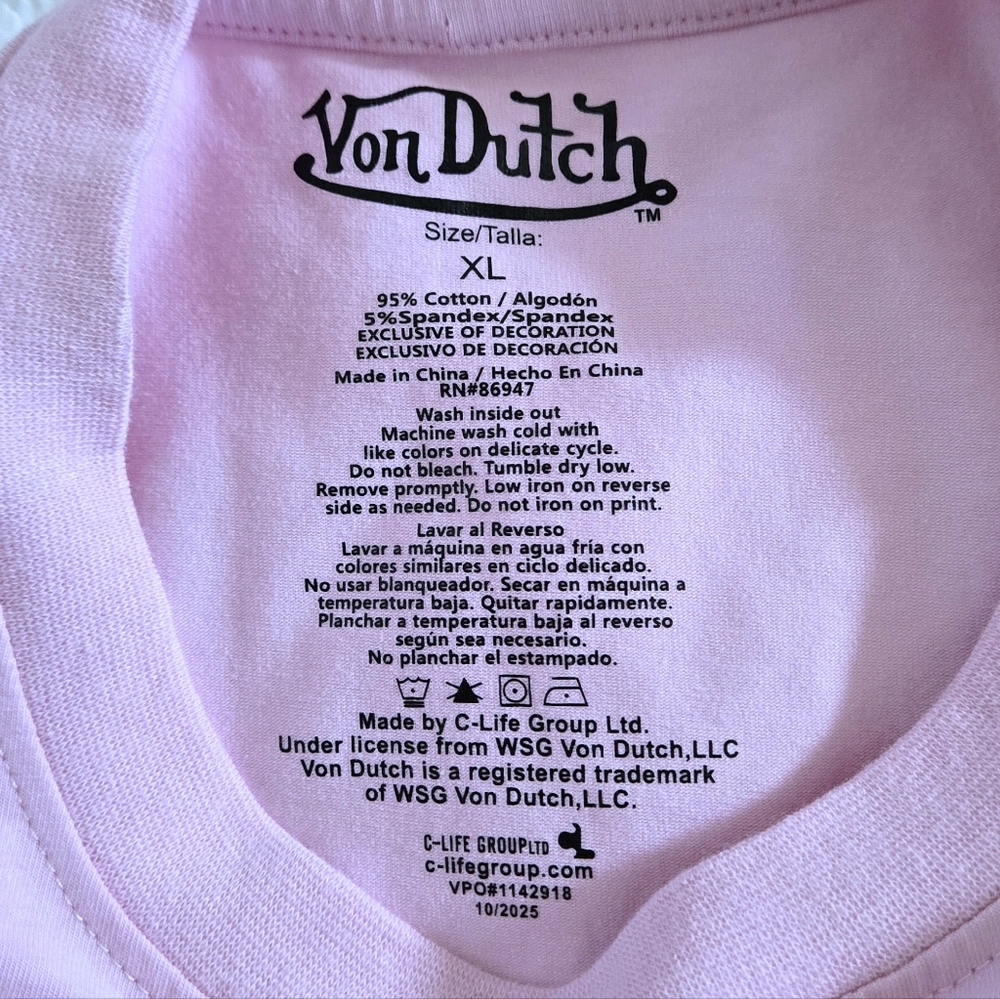 Von Dutch
TM
Size/Talla:
XL
95% Cotton / Algodón
5%Spandex/Spandex
EXCLUSIVE OF DECORATION
EXCLUSIVO DE DECORACIÓN
Made in China / Hecho En China
RN#86947
Wash inside out
Machine wash cold with
like colors on delicate cycle.
Do not bleach. Tumble dry low.
Remove promptly. Low iron on reverse
side as needed. Do not iron on print.
Lavar al Reverso
Lavar a máquina en agua fría con
colores similares en ciclo delicado.
No usar blanqueador. Secar en máquina a
temperatura baja. Quitar rapidamente.
Planchar a temperatura baja al reverso
según sea necesario.
No planchar el estampado.
Made by C-Life Group Ltd.
Under license from WSG Von Dutch,LLC
Von Dutch is a registered trademark
of WSG Von Dutch,LLC.
C-LIFE GROUP LTD
c-lifegroup.com
VPO#1142918
10/2025